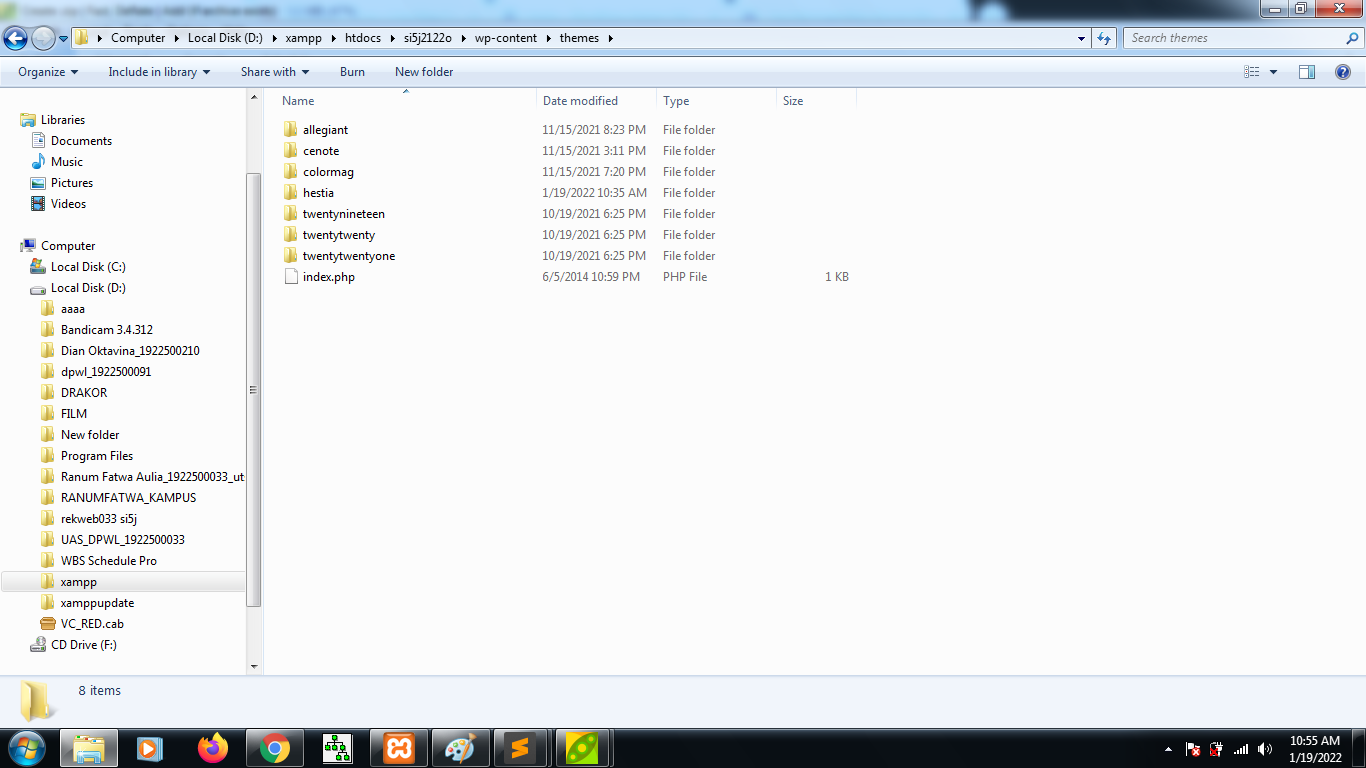 Computer Local Disk (D:) xampp htdocs si5j2122o wp-content themes Search themes
Organize Include in library Share with Burn New folder
Name Date modified Type Size
Libraries
Documents
Music
Pictures
Videos
Computer
Local Disk (C:)
Local Disk (D:)
aaaa
Bandicam 3.4.312
Dian Oktavina_1922500210
dpwl_1922500091
DRAKOR
FILM
New folder
Program Files
Ranum Fatwa Aulia_1922500033_ut
RANUMFATWA_KAMPUS
rekweb033 si5j
UAS_DPWL_1922500033
WBS Schedule Pro
xampp
xamppupdate
VC_RED.cab
CD Drive (F:)
allegiant 11/15/2021 8:23 PM File folder
cenote 11/15/2021 3:11 PM File folder
colormag 11/15/2021 7:20 PM File folder
hestia 1/19/2022 10:35 AM File folder
twentynineteen 10/19/2021 6:25 PM File folder
twentytwenty 10/19/2021 6:25 PM File folder
twentytwentyone 10/19/2021 6:25 PM File folder
index.php 6/5/2014 10:59 PM PHP File 1 KB
8 items
10:55 AM
1/19/2022